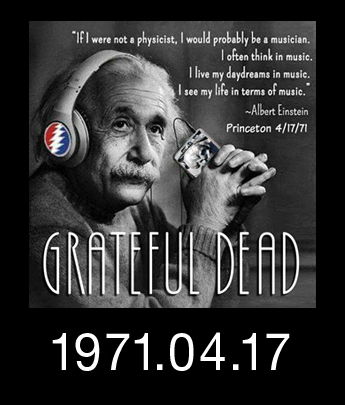 "If I were not a physicist, I would probably be a musician.
I often think in music.
I live my daydreams in music.
I see my life in terms of music."
~Albert Einstein
Princeton 4/17/71
GRATEFUL DEAD
1971.04.17